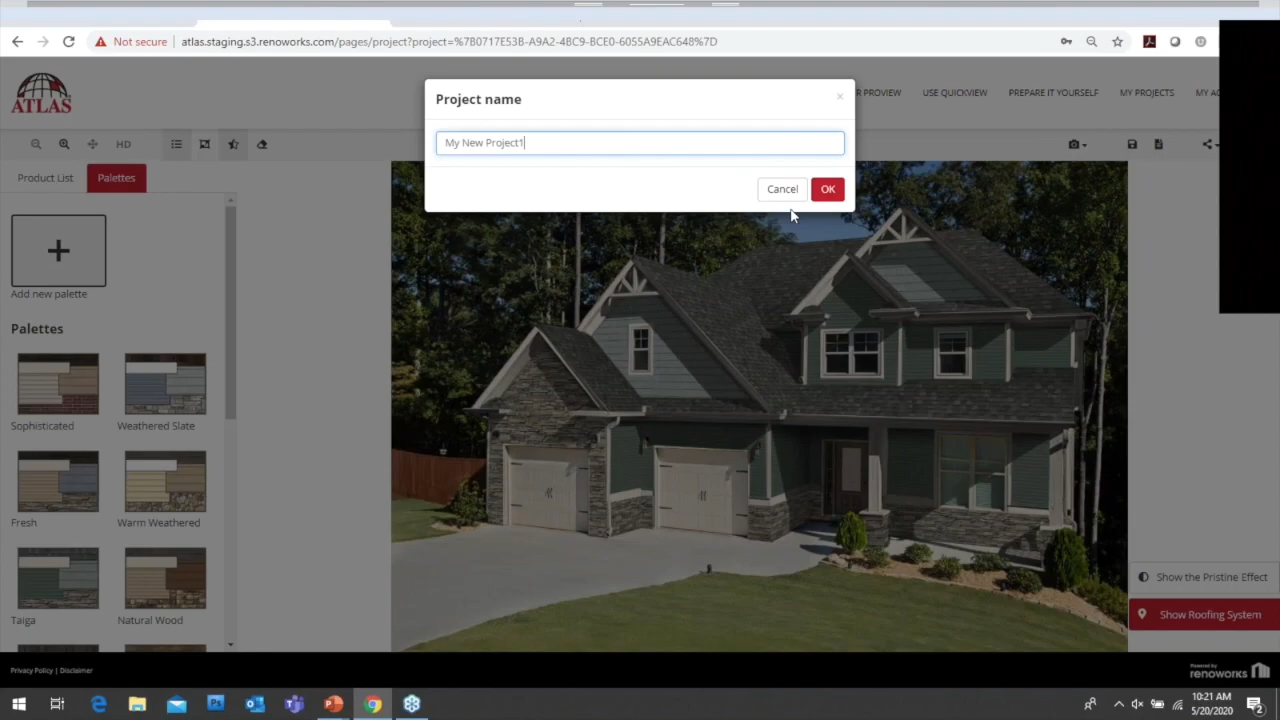 Not secure
atlas.staging.s3.renoworks.com/pages/project?project=%7B0717E53B-A9A2-4BC9-BCE0-6055A9EAC648%7D
ATLAS
R PROVIEW
USE QUICKVIEW
PREPARE IT YOURSELF
MY PROJECTS
MY AC
Project name
×
My New Project1
Cancel
OK
HD
Product List
Palettes
Add new palette
Palettes
Sophisticated
Weathered Slate
Fresh
Warm Weathered
Taiga
Natural Wood
Show the Pristine Effect
Show Roofing System
Privacy Policy | Disclaimer
Powered by
renoworks
10:21 AM
5/20/2020
2